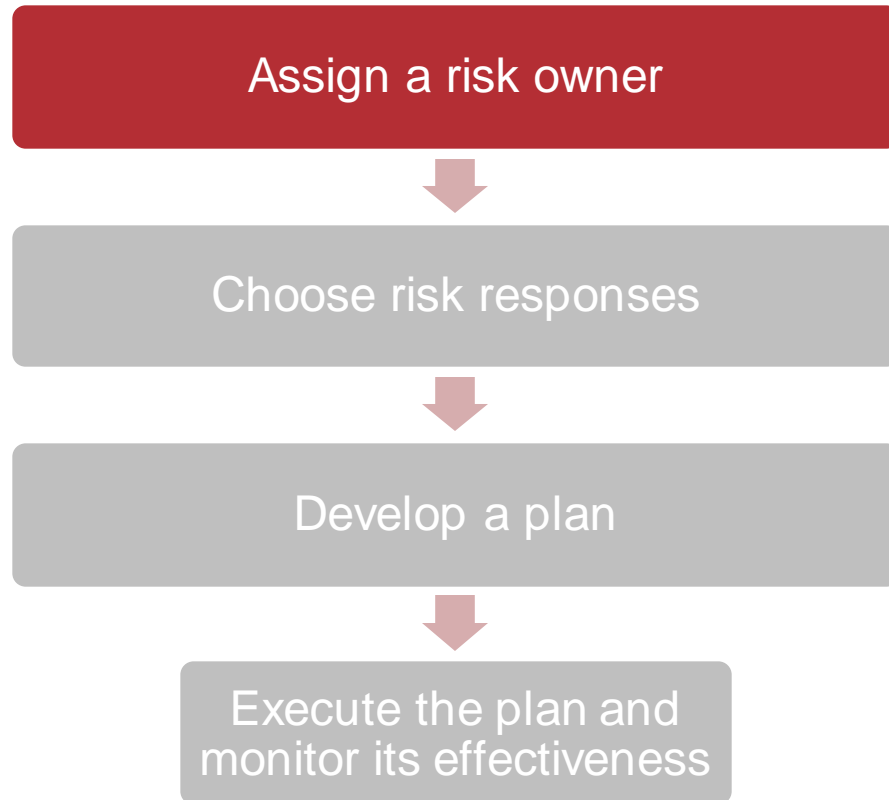 Assign a risk owner
Choose risk responses
Develop a plan
Execute the plan and
monitor its effectiveness